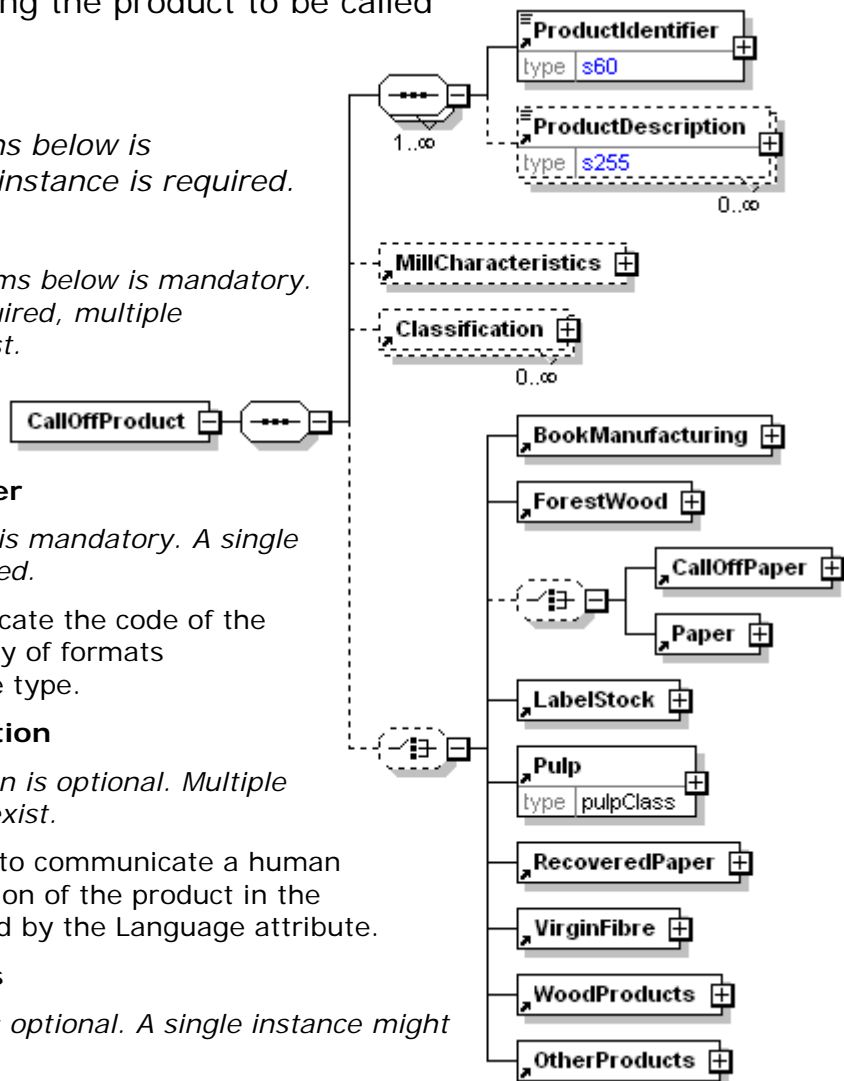 ng the product to be called
ns below is
instance is required.
ms below is mandatory.
uired, multiple
st.
er
is mandatory. A single
ed.
cate the code of the
y of formats
e type.
tion
n is optional. Multiple
exist.
to communicate a human
ion of the product in the
d by the Language attribute.
s
s optional. A single instance might
ProductIdentifier
type s60
1..∞
ProductDescription
type s255
0..∞
MillCharacteristics
Classification
0..∞
CallOffProduct
BookManufacturing
ForestWood
CallOffPaper
Paper
LabelStock
Pulp
type pulpClass
RecoveredPaper
VirginFibre
WoodProducts
OtherProducts